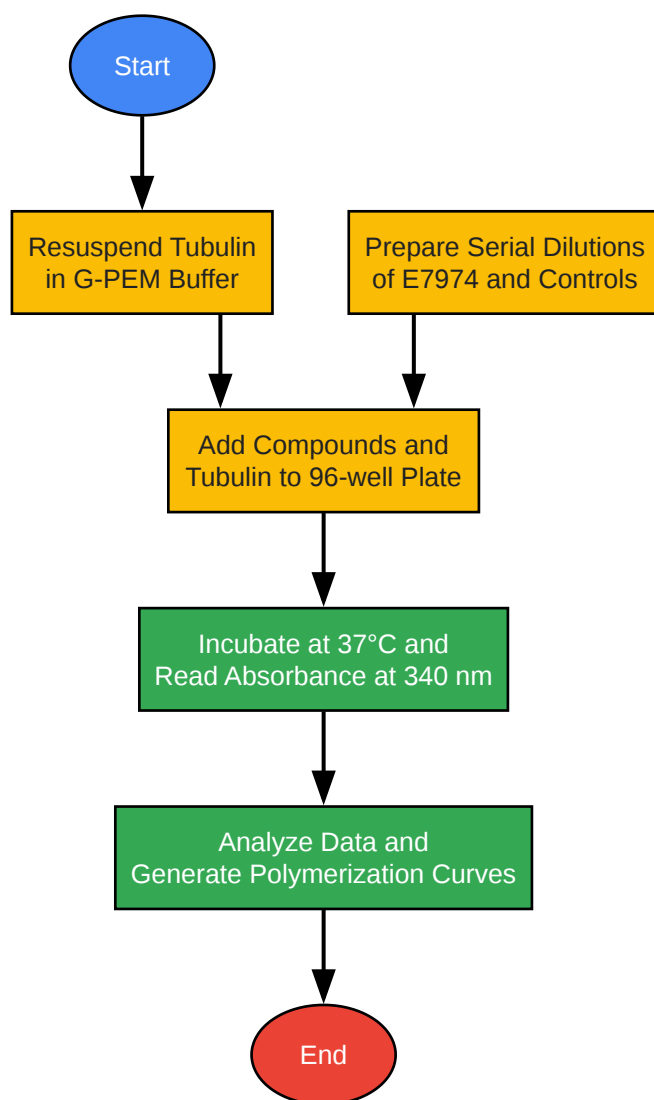 Start
Resuspend Tubulin
in G-PEM Buffer
Prepare Serial Dilutions
of E7974 and Controls
Add Compounds and
Tubulin to 96-well Plate
Incubate at 37°C and
Read Absorbance at 340 nm
Analyze Data and
Generate Polymerization Curves
End